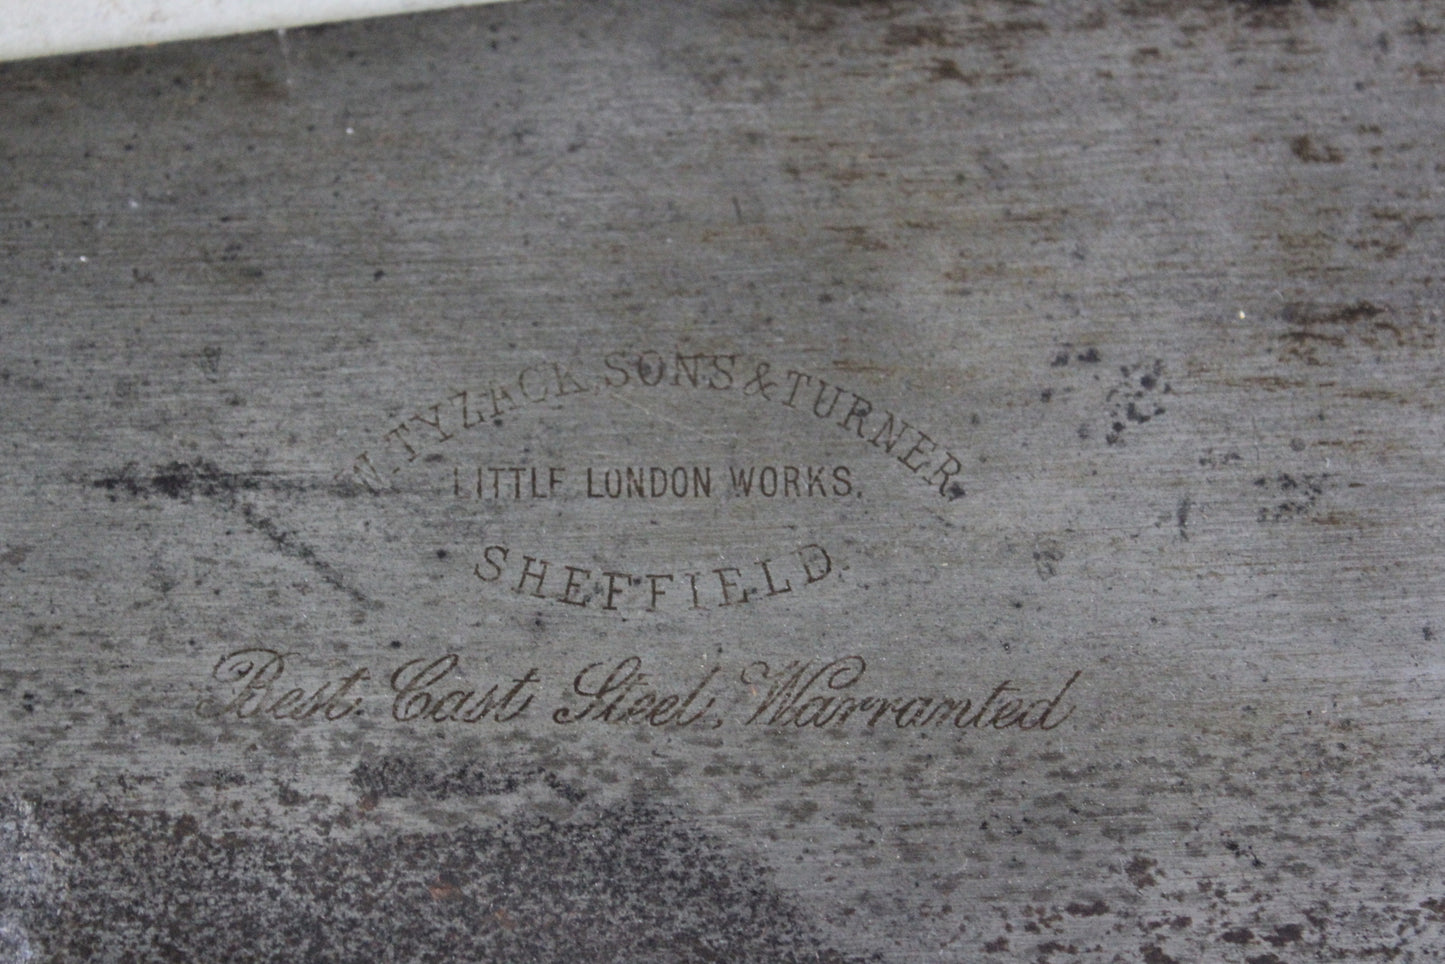 W. TYZACK, SONS & TURNER.
LITTLE LONDON WORKS.
SHEFFIELD.
Best Cast Steel, Warranted